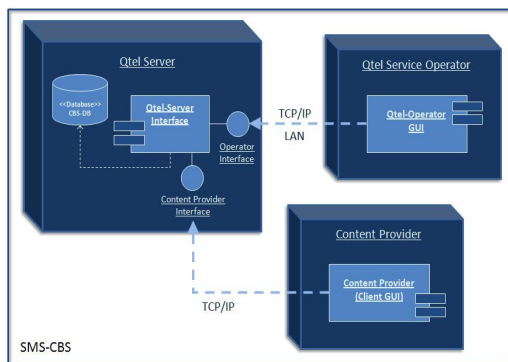 Qtel Server
<<Database>>
CBS-DB
Qtel-Server
Interface
Operator
Interface
Content Provider
Interface
TCP/IP
LAN
Qtel Service Operator
Qtel-Operator
GUI
Content Provider
Content Provider
(Client GUI)
TCP/IP
SMS-CBS